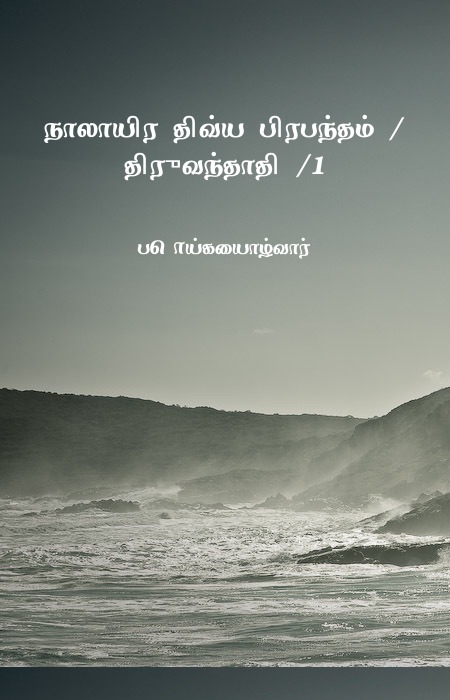 நாலாயிர திவ்ய பிரபந்தம் /
திருவந்தாதி /1
பொய்கையாழ்வார்